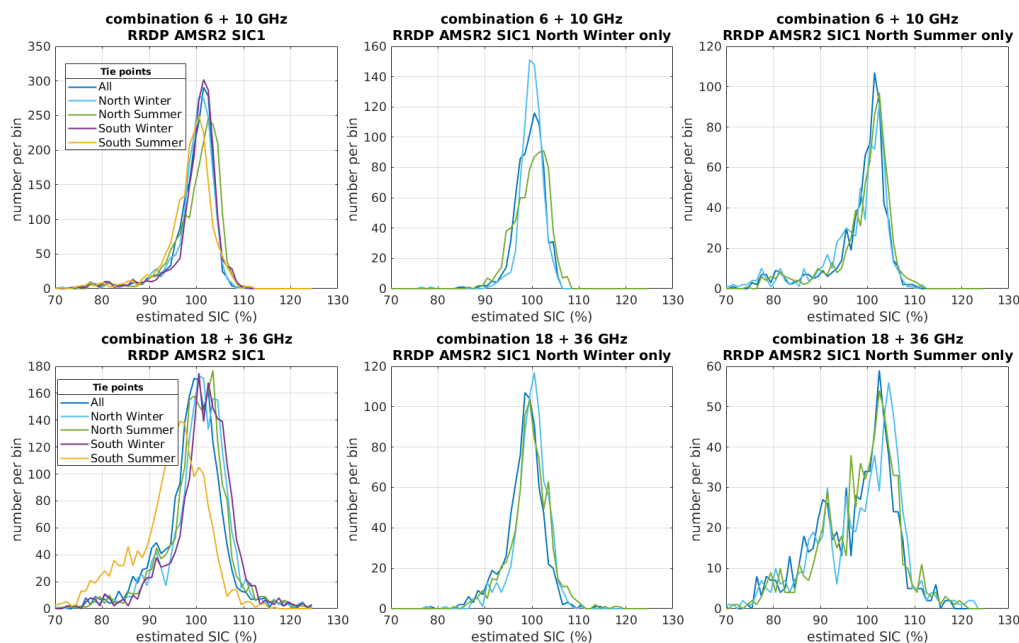 combination 6 + 10 GHz
RRDP AMSR2 SIC1
350
300
250
200
150
100
50
0
number per bin
Tie points
All
North Winter
North Summer
South Winter
South Summer
70 80 90 100 110 120 130
estimated SIC (%)
combination 6 + 10 GHz
RRDP AMSR2 SIC1 North Winter only
160
140
120
100
80
60
40
20
0
number per bin
70 80 90 100 110 120 130
estimated SIC (%)
combination 6 + 10 GHz
RRDP AMSR2 SIC1 North Summer only
120
100
80
60
40
20
0
number per bin
70 80 90 100 110 120 130
estimated SIC (%)
combination 18 + 36 GHz
RRDP AMSR2 SIC1
180
160
140
120
100
80
60
40
20
0
number per bin
Tie points
All
North Winter
North Summer
South Winter
South Summer
70 80 90 100 110 120 130
estimated SIC (%)
combination 18 + 36 GHz
RRDP AMSR2 SIC1 North Winter only
120
100
80
60
40
20
0
number per bin
70 80 90 100 110 120 130
estimated SIC (%)
combination 18 + 36 GHz
RRDP AMSR2 SIC1 North Summer only
60
50
40
30
20
10
0
number per bin
70 80 90 100 110 120 130
estimated SIC (%)